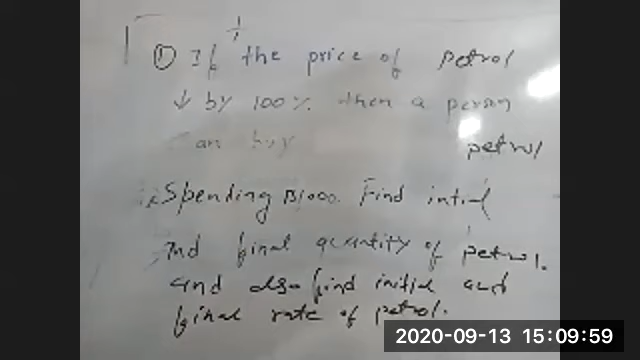 ① If the price of petrol
↓ by 100% then a person
can buy petrol
Spending Rs1000. Find intial
and final quantity of petrol.
and also find initial and
final rate of petrol.
2020-09-13 15:09:59